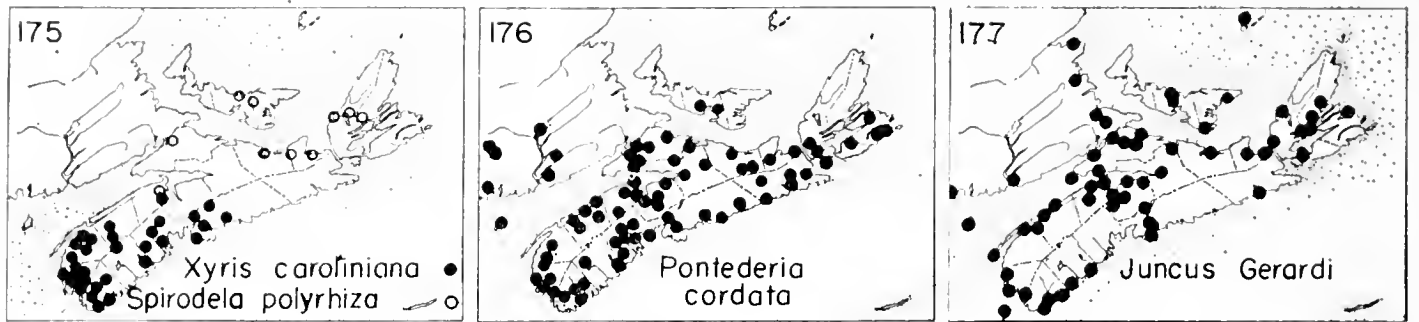 175
Xyris caroliniana
Spirodela polyrhiza
176
Pontederia
cordata
177
Juncus Gerardi